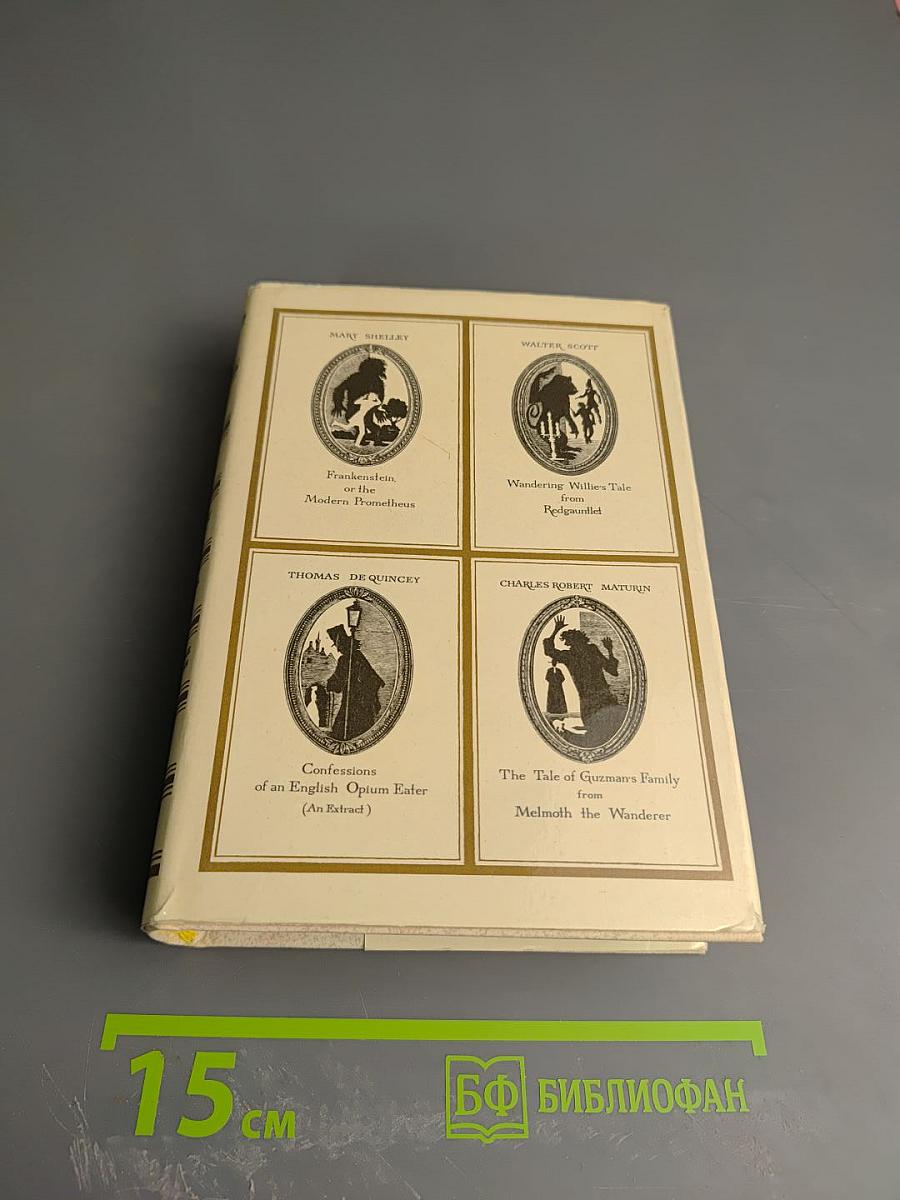 MARY SHELLEY
Frankenstein,
or the
Modern Prometheus
WALTER SCOTT
Wandering Willie's Tale
from
Redgauntlet
THOMAS DE QUINCEY
Confessions
of an English Opium Eater
(An Extract)
CHARLES ROBERT MATURIN
The Tale of Guzman's Family
from
Melmoth the Wanderer
15 см
БФ БИБЛИОФАН